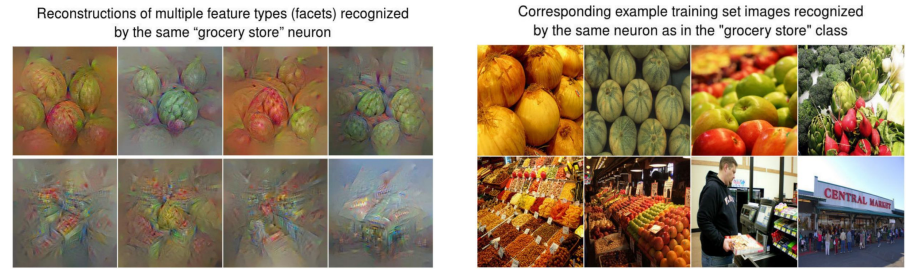 Reconstructions of multiple feature types (facets) recognized
by the same “grocery store” neuron
Corresponding example training set images recognized
by the same neuron as in the "grocery store" class
CENTRAL MARKET